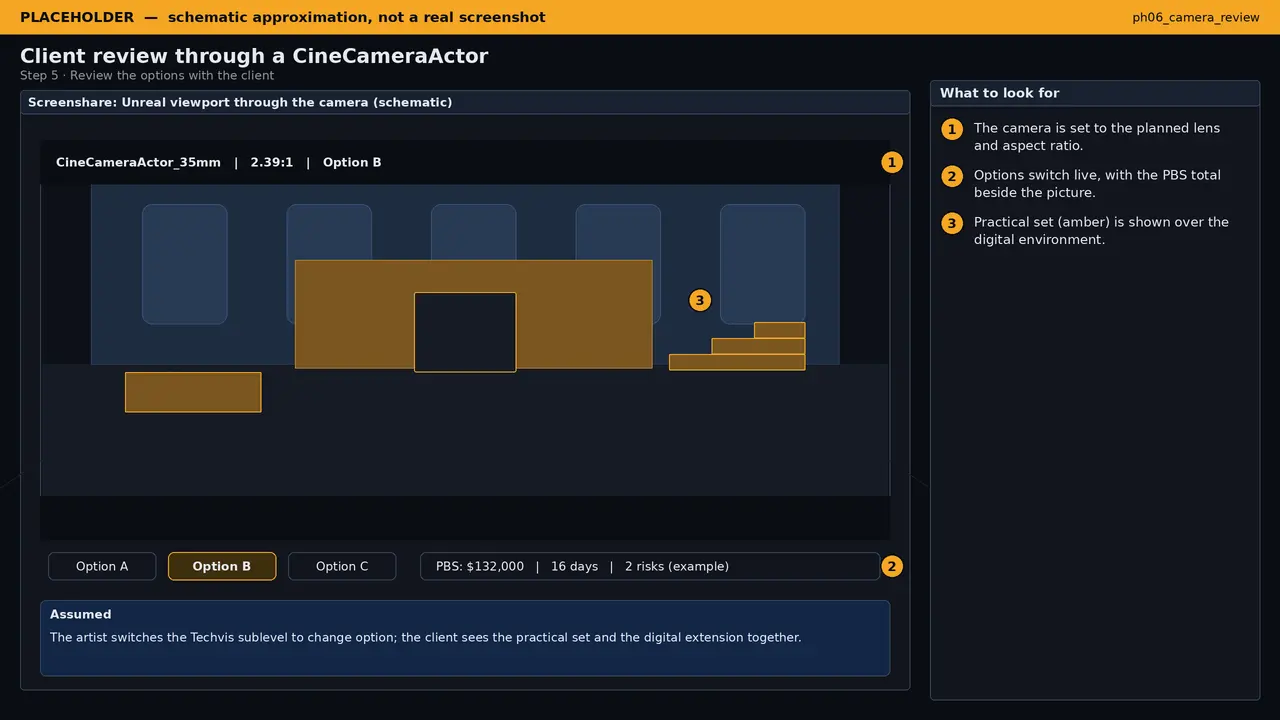 PLACEHOLDER — schematic approximation, not a real screenshot
ph06_camera_review
Client review through a CineCameraActor
Step 5 · Review the options with the client
Screenshare: Unreal viewport through the camera (schematic)
CineCameraActor_35mm | 2.39:1 | Option B
1
3
Option A
Option B
Option C
PBS: $132,000 | 16 days | 2 risks (example)
2
Assumed
The artist switches the Techvis sublevel to change option; the client sees the practical set and the digital extension together.
What to look for
1 The camera is set to the planned lens
and aspect ratio.
2 Options switch live, with the PBS total
beside the picture.
3 Practical set (amber) is shown over the
digital environment.